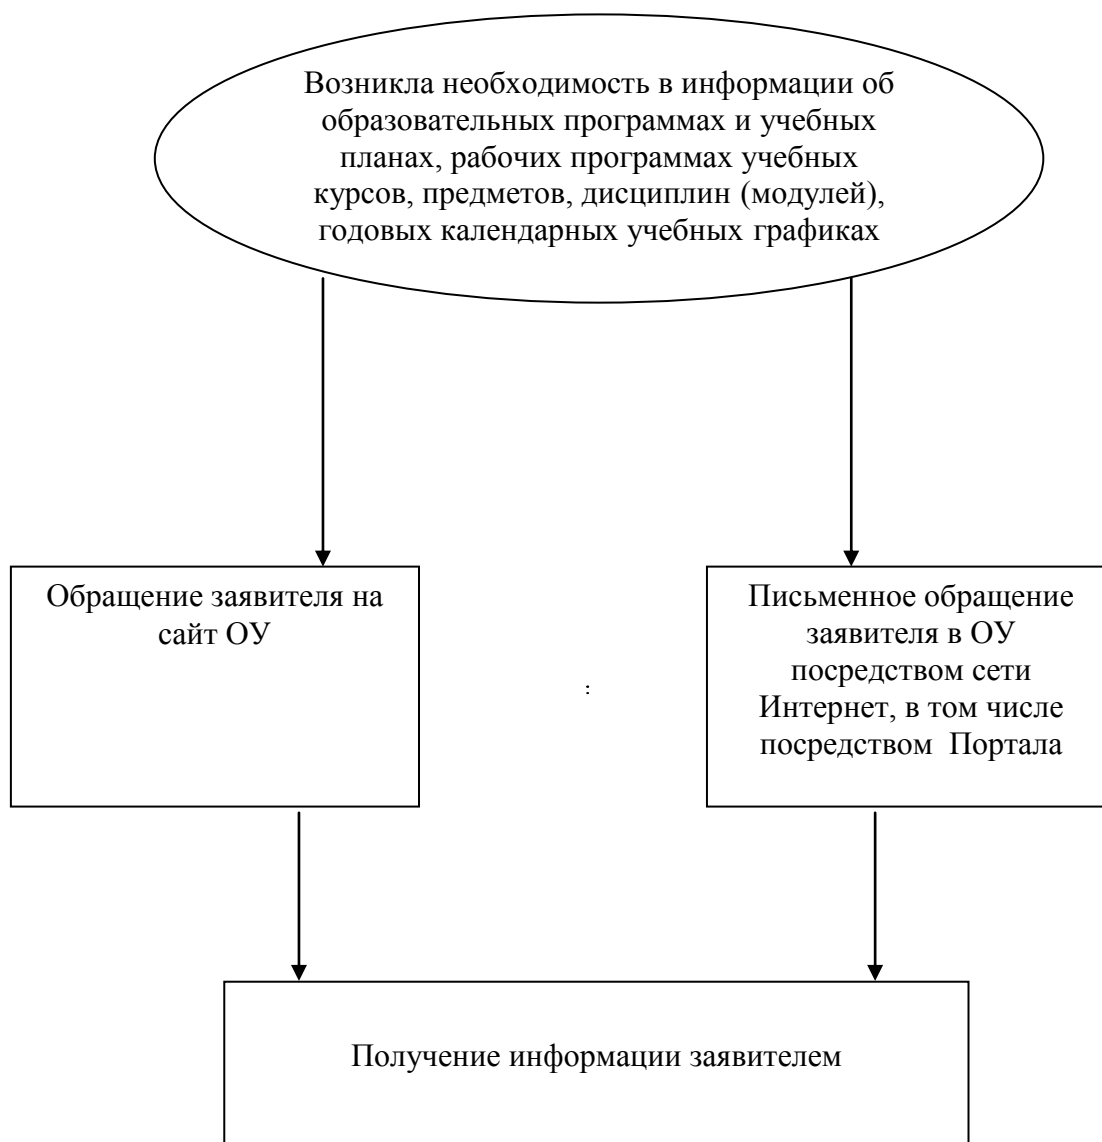 Возникла необходимость в информации об
образовательных программах и учебных
планах, рабочих программах учебных
курсов, предметов, дисциплин (модулей),
годовых календарных учебных графиках
Обращение заявителя на
сайт ОУ
:
Письменное обращение
заявителя в ОУ
посредством сети
Интернет, в том числе
посредством  Портала
Получение информации заявителем